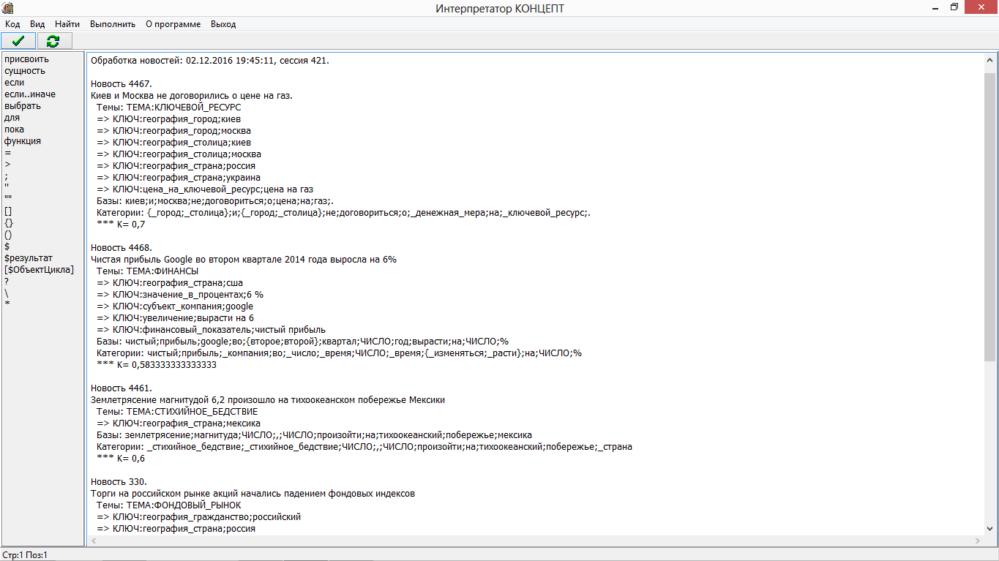 Интерпретатор КОНЦЕПТ
Код Вид Найти Выполнить О программе Выход
присвоить
сущность
если
если..иначе
выбрать
для
пока
функция
=
>
;
"
""
[]
{}
()
$
$результат
[$ОбъектЦикла]
?
\
*
Обработка новостей: 02.12.2016 19:45:11, сессия 421.
Новость 4467.
Киев и Москва не договорились о цене на газ.
Темы: ТЕМА:КЛЮЧЕВОЙ_РЕСУРС
=> КЛЮЧ:география_город;киев
=> КЛЮЧ:география_город;москва
=> КЛЮЧ:география_столица;киев
=> КЛЮЧ:география_столица;москва
=> КЛЮЧ:география_страна;россия
=> КЛЮЧ:география_страна;украина
=> КЛЮЧ:цена_на_ключевой_ресурс;цена на газ
Базы: киев;и;москва;не;договориться;о;цена;на;газ;.
Категории: {_город;_столица};и;{_город;_столица};не;договориться;о;_денежная_мера;на;_ключевой_ресурс;.
*** K= 0,7
Новость 4468.
Чистая прибыль Google во втором квартале 2014 года выросла на 6%
Темы: ТЕМА:ФИНАНСЫ
=> КЛЮЧ:география_страна;сша
=> КЛЮЧ:значение_в_процентах;6 %
=> КЛЮЧ:субъект_компания;google
=> КЛЮЧ:увеличение;вырасти на 6
=> КЛЮЧ:финансовый_показатель;чистый прибыль
Базы: чистый;прибыль;google;во;{второе;второй};квартал;ЧИСЛО;год;вырасти;на;ЧИСЛО;%
Категории: чистый;прибыль;_компания;во;_число;_время;ЧИСЛО;_время;{_изменяться;_расти};на;ЧИСЛО;%
*** K= 0,583333333333333
Новость 4461.
Землетрясение магнитудой 6,2 произошло на тихоокеанском побережье Мексики
Темы: ТЕМА:СТИХИЙНОЕ_БЕДСТВИЕ
=> КЛЮЧ:география_страна;мексика
Базы: землетрясение;магнитуда;ЧИСЛО;,;ЧИСЛО;произойти;на;тихоокеанский;побережье;мексика
Категории: _стихийное_бедствие;_стихийное_бедствие;ЧИСЛО;,;ЧИСЛО;произойти;на;тихоокеанский;побережье;_страна
*** K= 0,6
Новость 330.
Торги на российском рынке акций начались падением фондовых индексов
Темы: ТЕМА:ФОНДОВЫЙ_РЫНОК
=> КЛЮЧ:география_гражданство;российский
=> КЛЮЧ:география_страна;россия
Стр:1 Поз:1